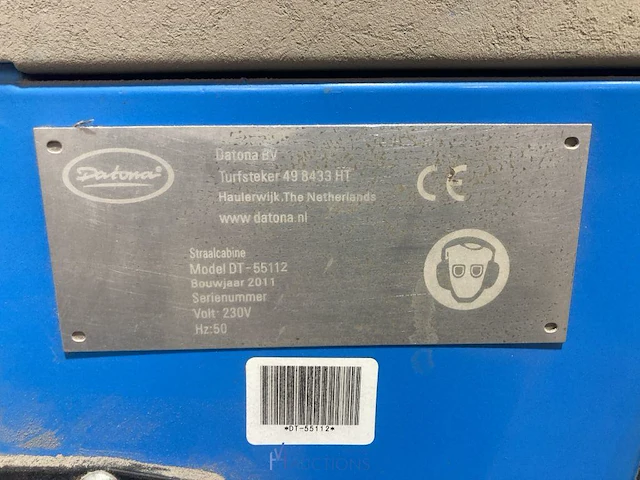 Datona®
Datona BV
Turfsteker 49 8433 HT
Haulerwijk.The Netherlands
www.datona.nl
CE
Straalcabine
Model DT-55112
Bouwjaar 2011
Serienummer
Volt: 230V
Hz:50
*DT-55112*